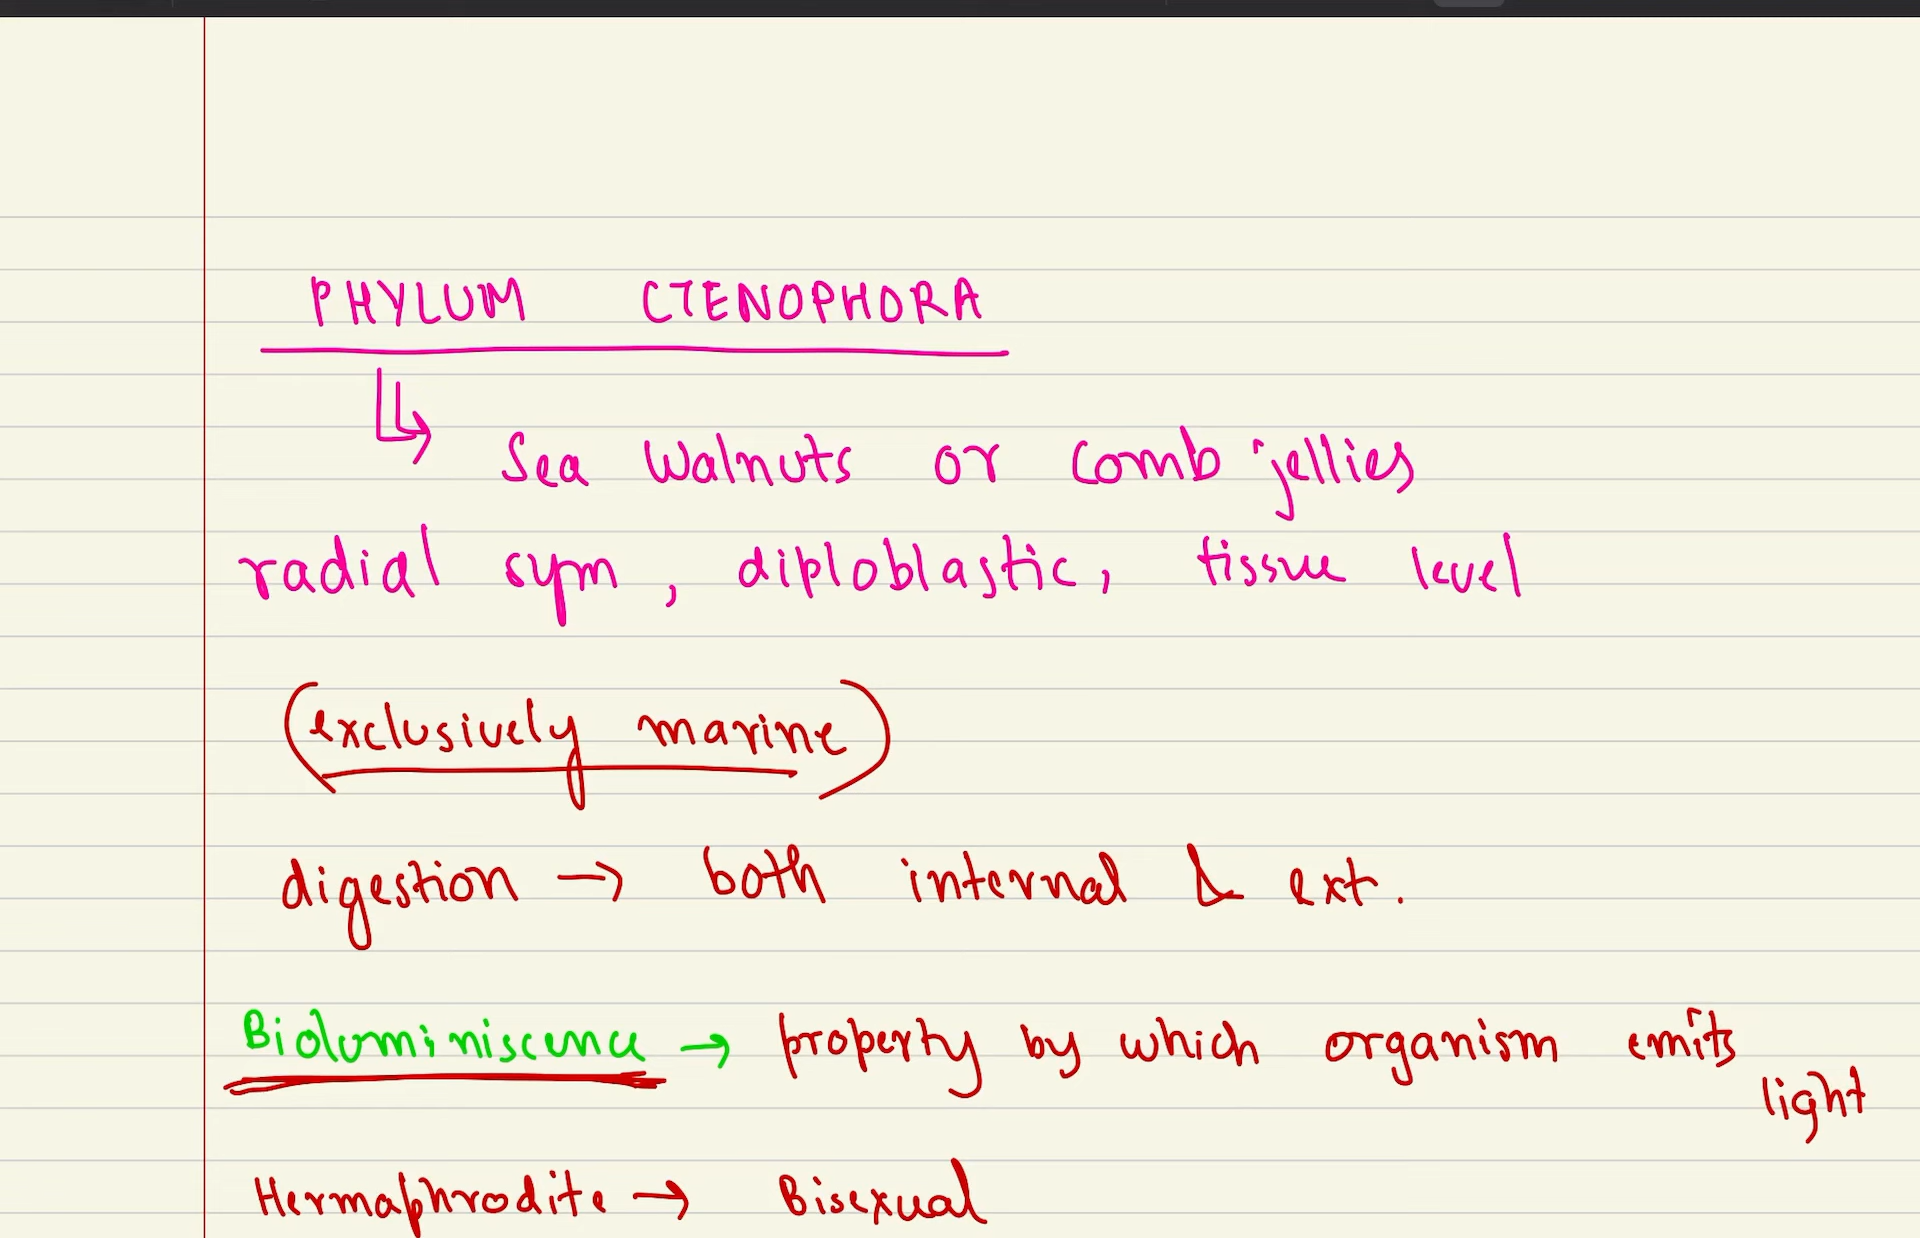 PHYLUM CTENOPHORA
↳ Sea Walnuts or Comb jellies
radial sym, diploblastic, tissue level
(exclusively marine)
digestion → both internal & ext.
Bioluminiscence → property by which organism emits
light
Hermaphrodite → Bisexual